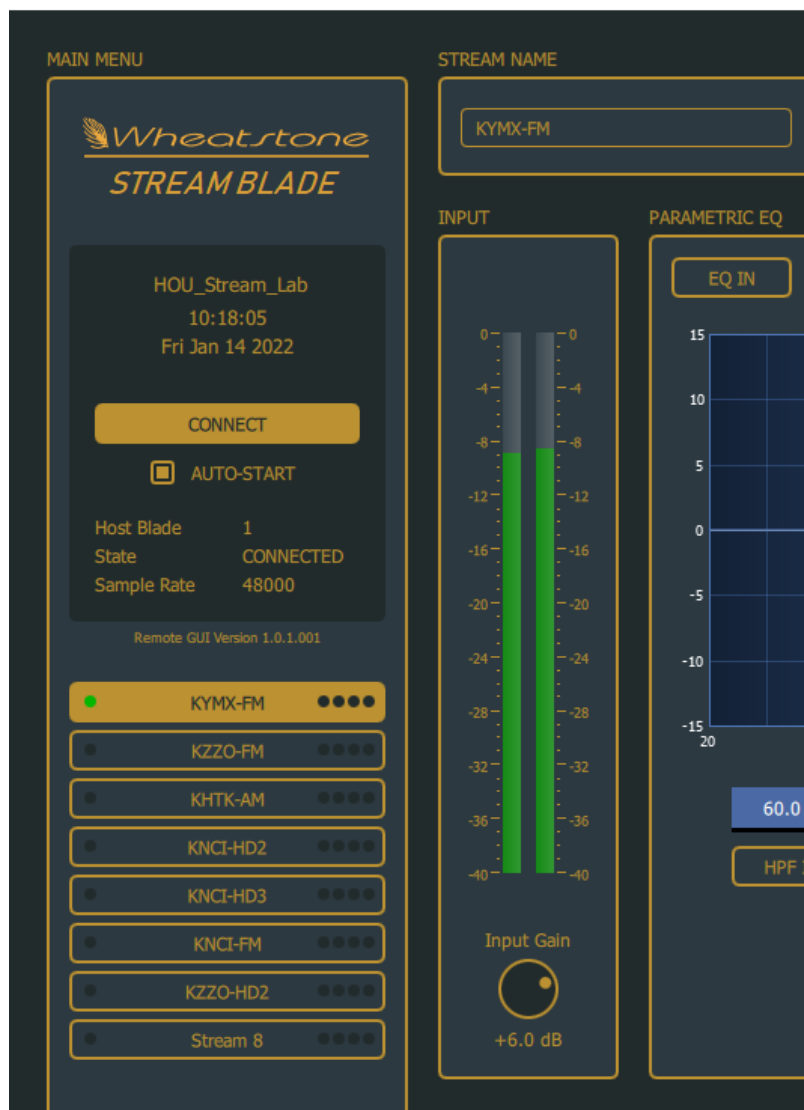 MAIN MENU
Wheatstone
STREAM BLADE
HOU_Stream_Lab
10:18:05
Fri Jan 14 2022
CONNECT
AUTO-START
Host Blade 1
State CONNECTED
Sample Rate 48000
Remote GUI Version 1.0.1.001
KYMX-FM
KZZO-FM
KHTK-AM
KNCI-HD2
KNCI-HD3
KNCI-FM
KZZO-HD2
Stream 8
STREAM NAME
KYMX-FM
INPUT
0 0
-4 -4
-8 -8
-12 -12
-16 -16
-20 -20
-24 -24
-28 -28
-32 -32
-36 -36
-40 -40
Input Gain
+6.0 dB
PARAMETRIC EQ
EQ IN
15
10
5
0
-5
-10
-15
20
60.0
HPF